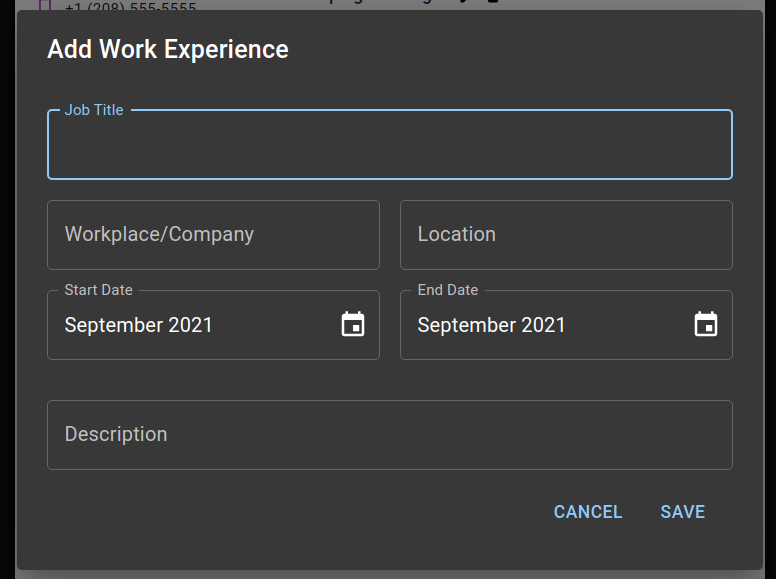 +1 (208) 555-5555
Add Work Experience
Job Title
Workplace/Company
Location
Start Date
End Date
September 2021
September 2021
Description
CANCEL
SAVE